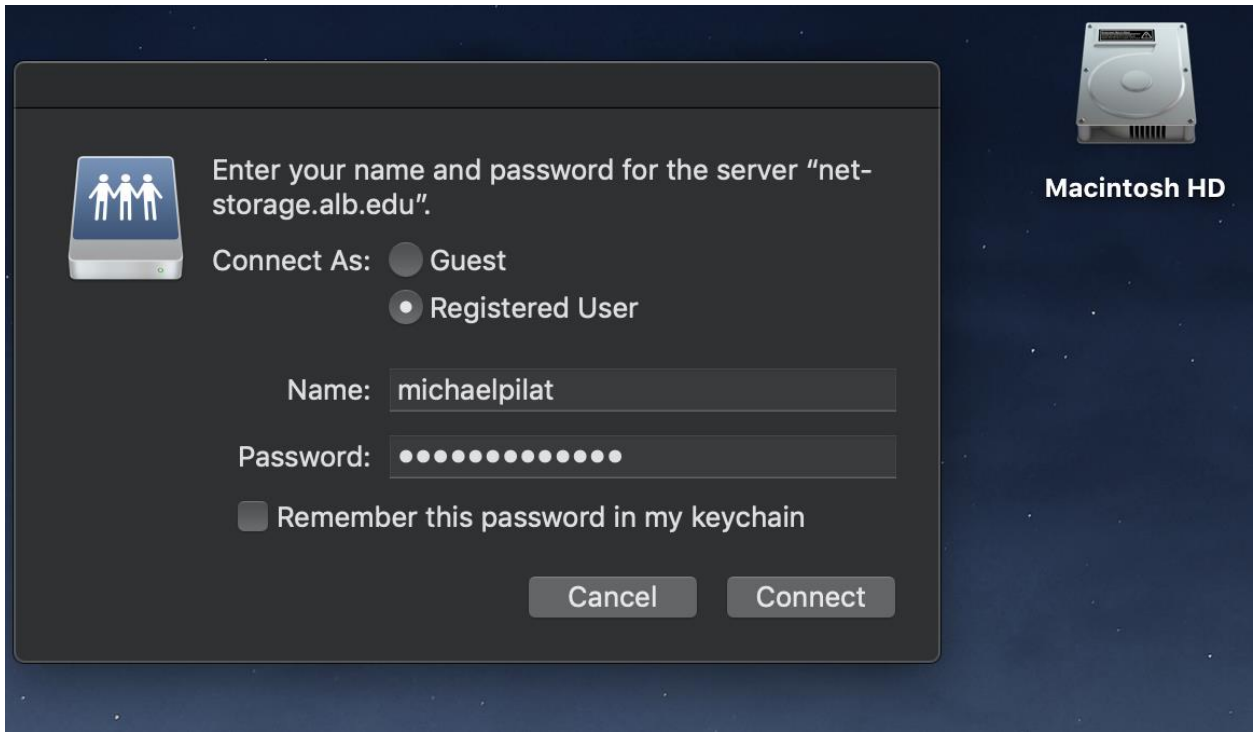 Enter your name and password for the server “net-
storage.alb.edu”.
Macintosh HD
Connect As: Guest
Registered User
Name: michaelpilat
Password: •••••••••••••
Remember this password in my keychain
Cancel Connect